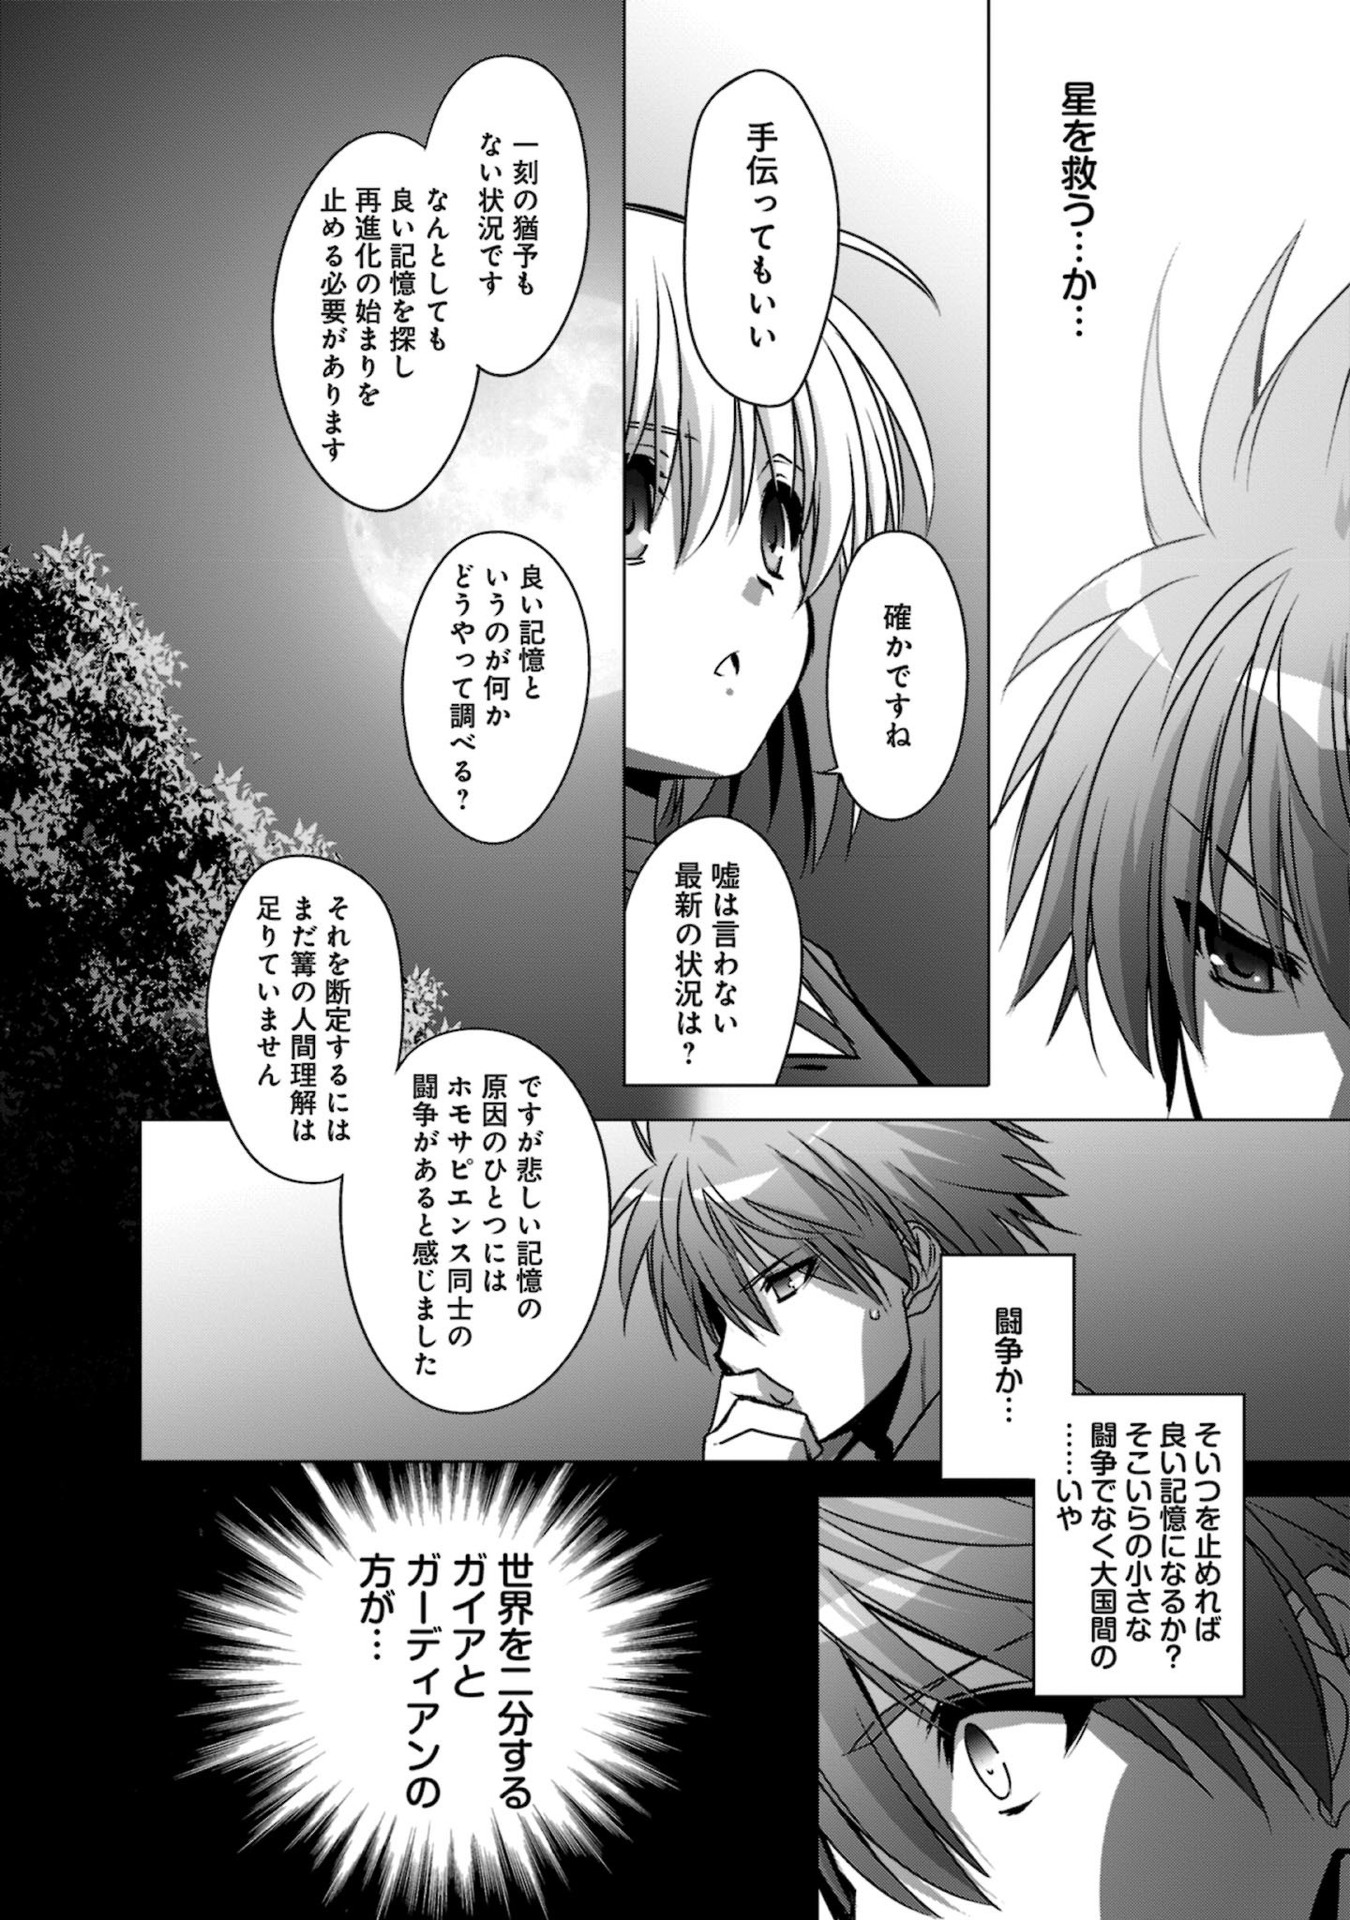 星を救う…か…
手伝ってもいい
確かですね
嘘は言わない
最新の状況は？
一刻の猶予も
ない状況です
なんとしても
良い記憶を探し
再進化の始まりを
止める必要があります
良い記憶と
いうのが何か
どうやって調べる？
それを断定するには
まだ篝の人間理解は
足りていません
ですが悲しい記憶の
原因のひとつには
ホモサピエンス同士の
闘争があると感じました
闘争か…
そいつを止めれば
良い記憶になるか？
そこいらの小さな
闘争でなく大国間の
……いや
世界を二分する
ガイアと
ガーディアンの
方が…